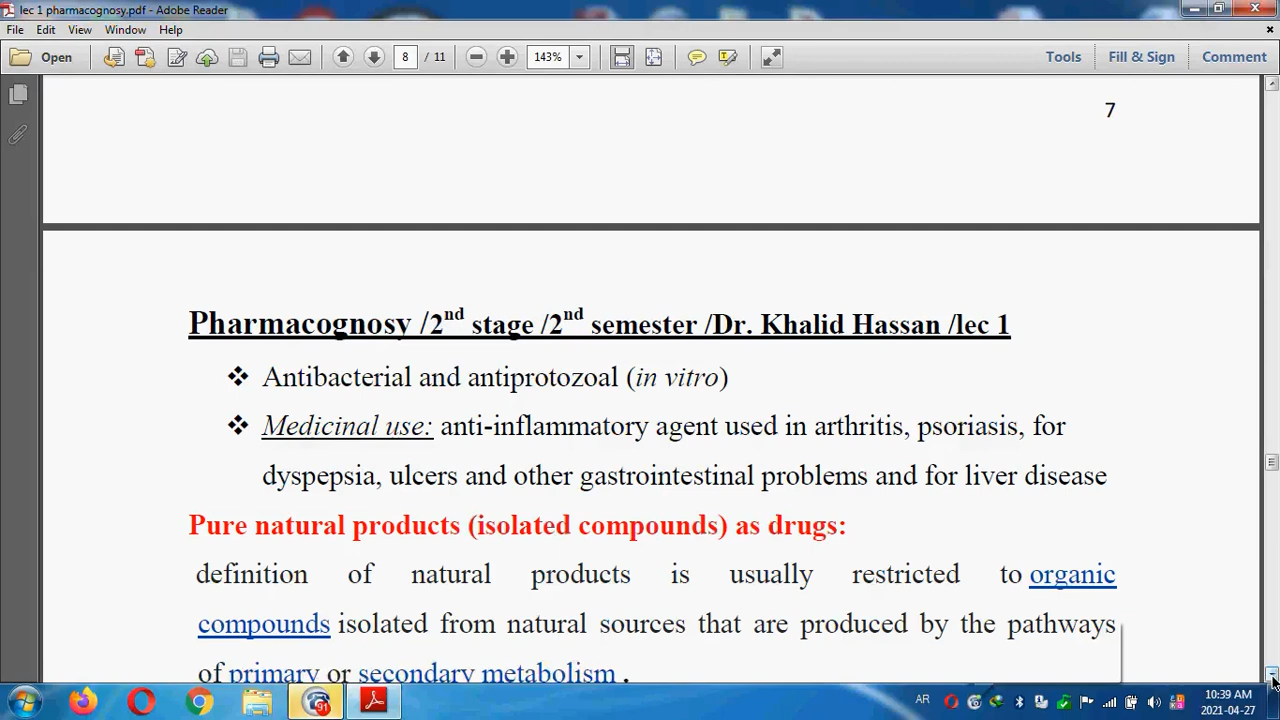 lec 1 pharmacognosy.pdf - Adobe Reader
File Edit View Window Help
Open 8 / 11 143% Tools Fill & Sign Comment
7
Pharmacognosy /2nd stage /2nd semester /Dr. Khalid Hassan /lec 1
❖ Antibacterial and antiprotozoal (in vitro)
❖ Medicinal use: anti-inflammatory agent used in arthritis, psoriasis, for
dyspepsia, ulcers and other gastrointestinal problems and for liver disease
Pure natural products (isolated compounds) as drugs:
definition of natural products is usually restricted to organic
compounds isolated from natural sources that are produced by the pathways
of primary or secondary metabolism .
91 AR 10:39 AM
2021-04-27